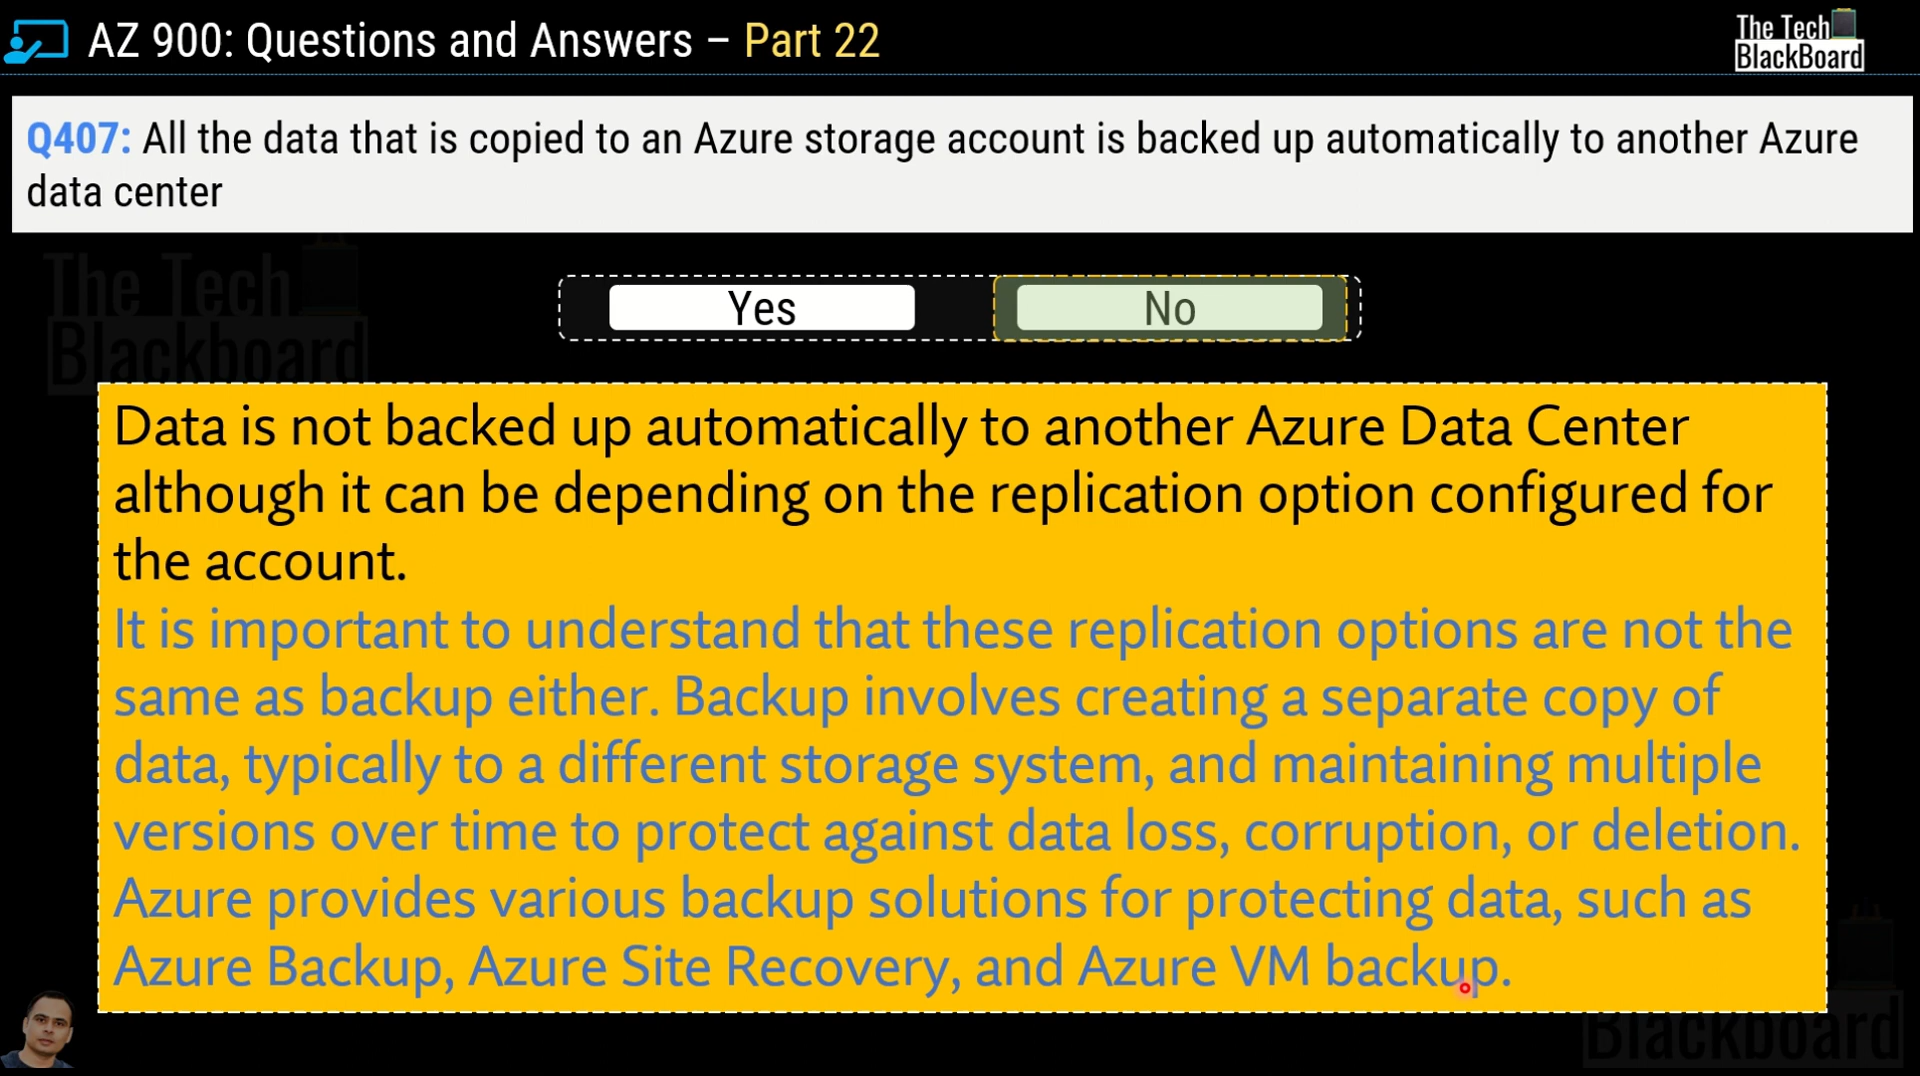 AZ 900: Questions and Answers – Part 22
The Tech
BlackBoard
Q407: All the data that is copied to an Azure storage account is backed up automatically to another Azure
data center
The Tech
Blackboard
Yes
No
Data is not backed up automatically to another Azure Data Center
although it can be depending on the replication option configured for
the account.
It is important to understand that these replication options are not the
same as backup either. Backup involves creating a separate copy of
data, typically to a different storage system, and maintaining multiple
versions over time to protect against data loss, corruption, or deletion.
Azure provides various backup solutions for protecting data, such as
Azure Backup, Azure Site Recovery, and Azure VM backup.
Blackboard